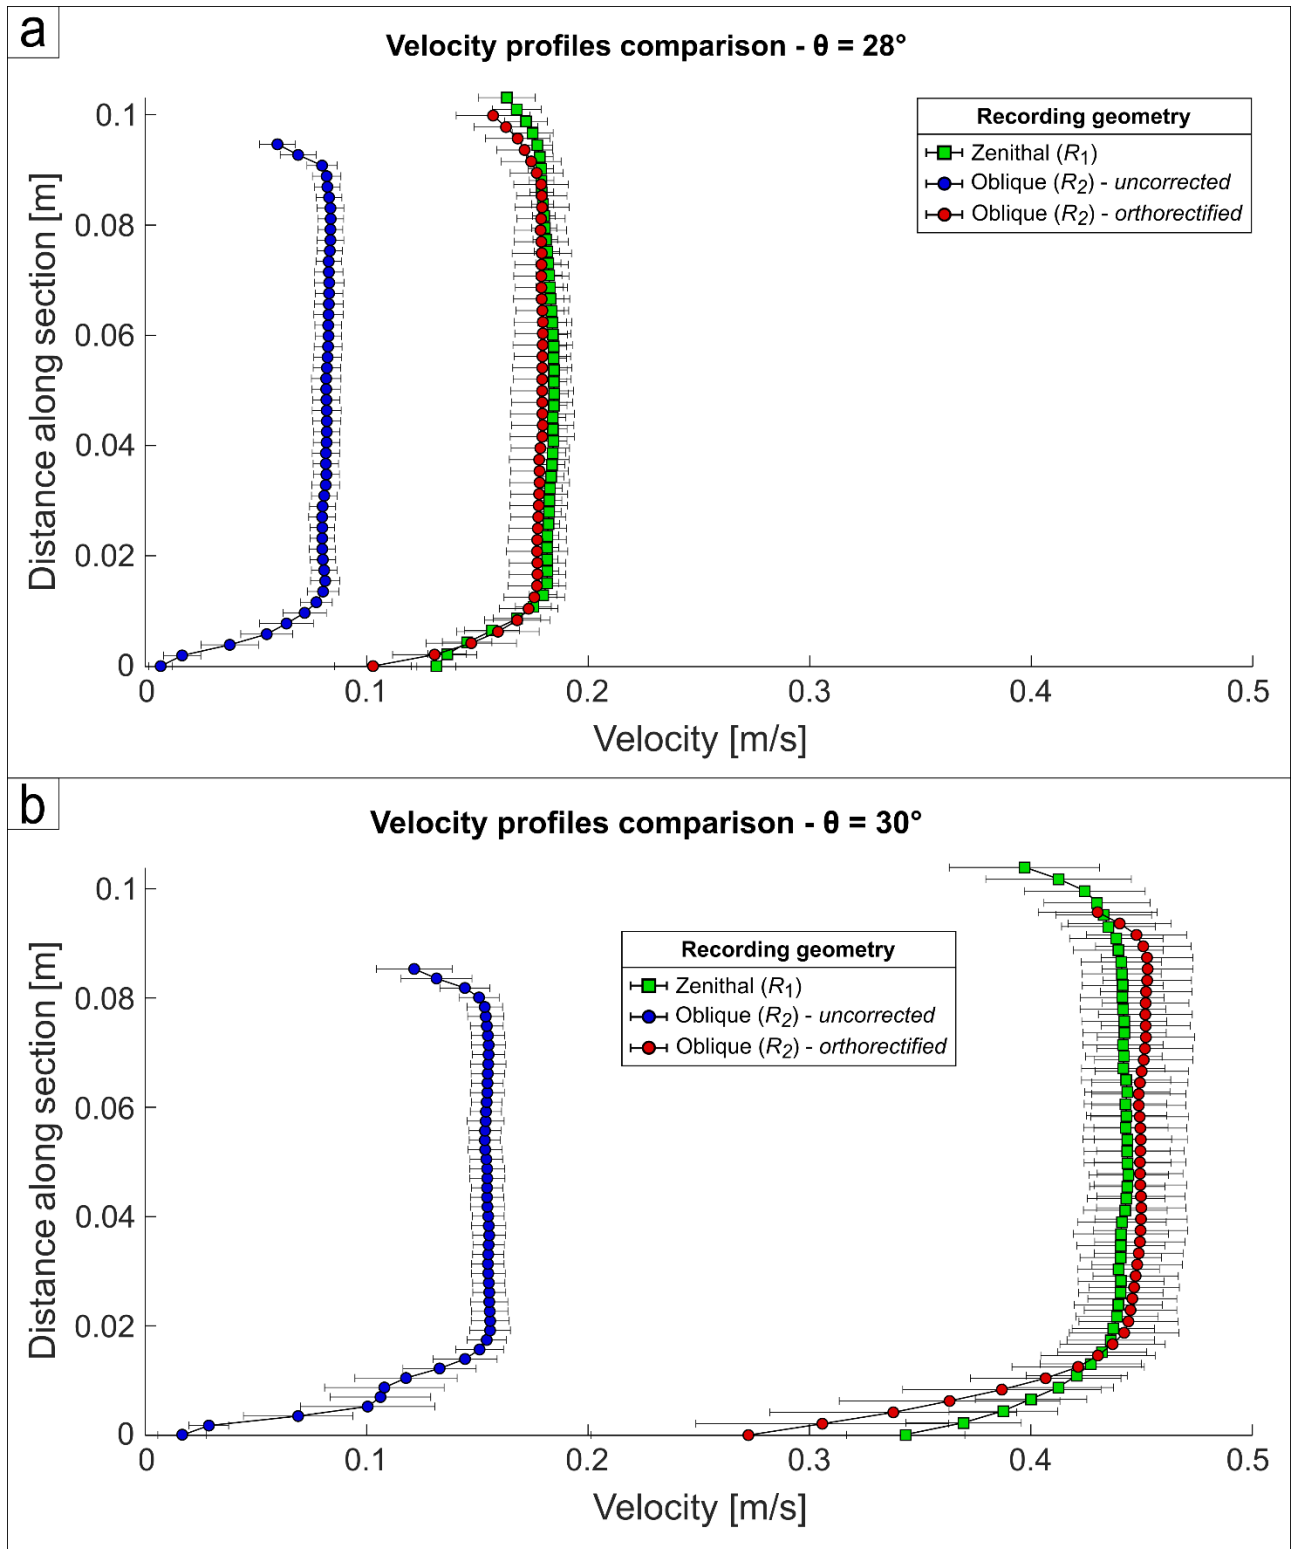 a
Velocity profiles comparison - θ = 28°
Recording geometry
Zenithal (R1)
Oblique (R2) - uncorrected
Oblique (R2) - orthorectified
Distance along section [m]
0.1
0.08
0.06
0.04
0.02
0
0 0.1 0.2 0.3 0.4 0.5
Velocity [m/s]
b
Velocity profiles comparison - θ = 30°
Recording geometry
Zenithal (R1)
Oblique (R2) - uncorrected
Oblique (R2) - orthorectified
Distance along section [m]
0.1
0.08
0.06
0.04
0.02
0
0 0.1 0.2 0.3 0.4 0.5
Velocity [m/s]